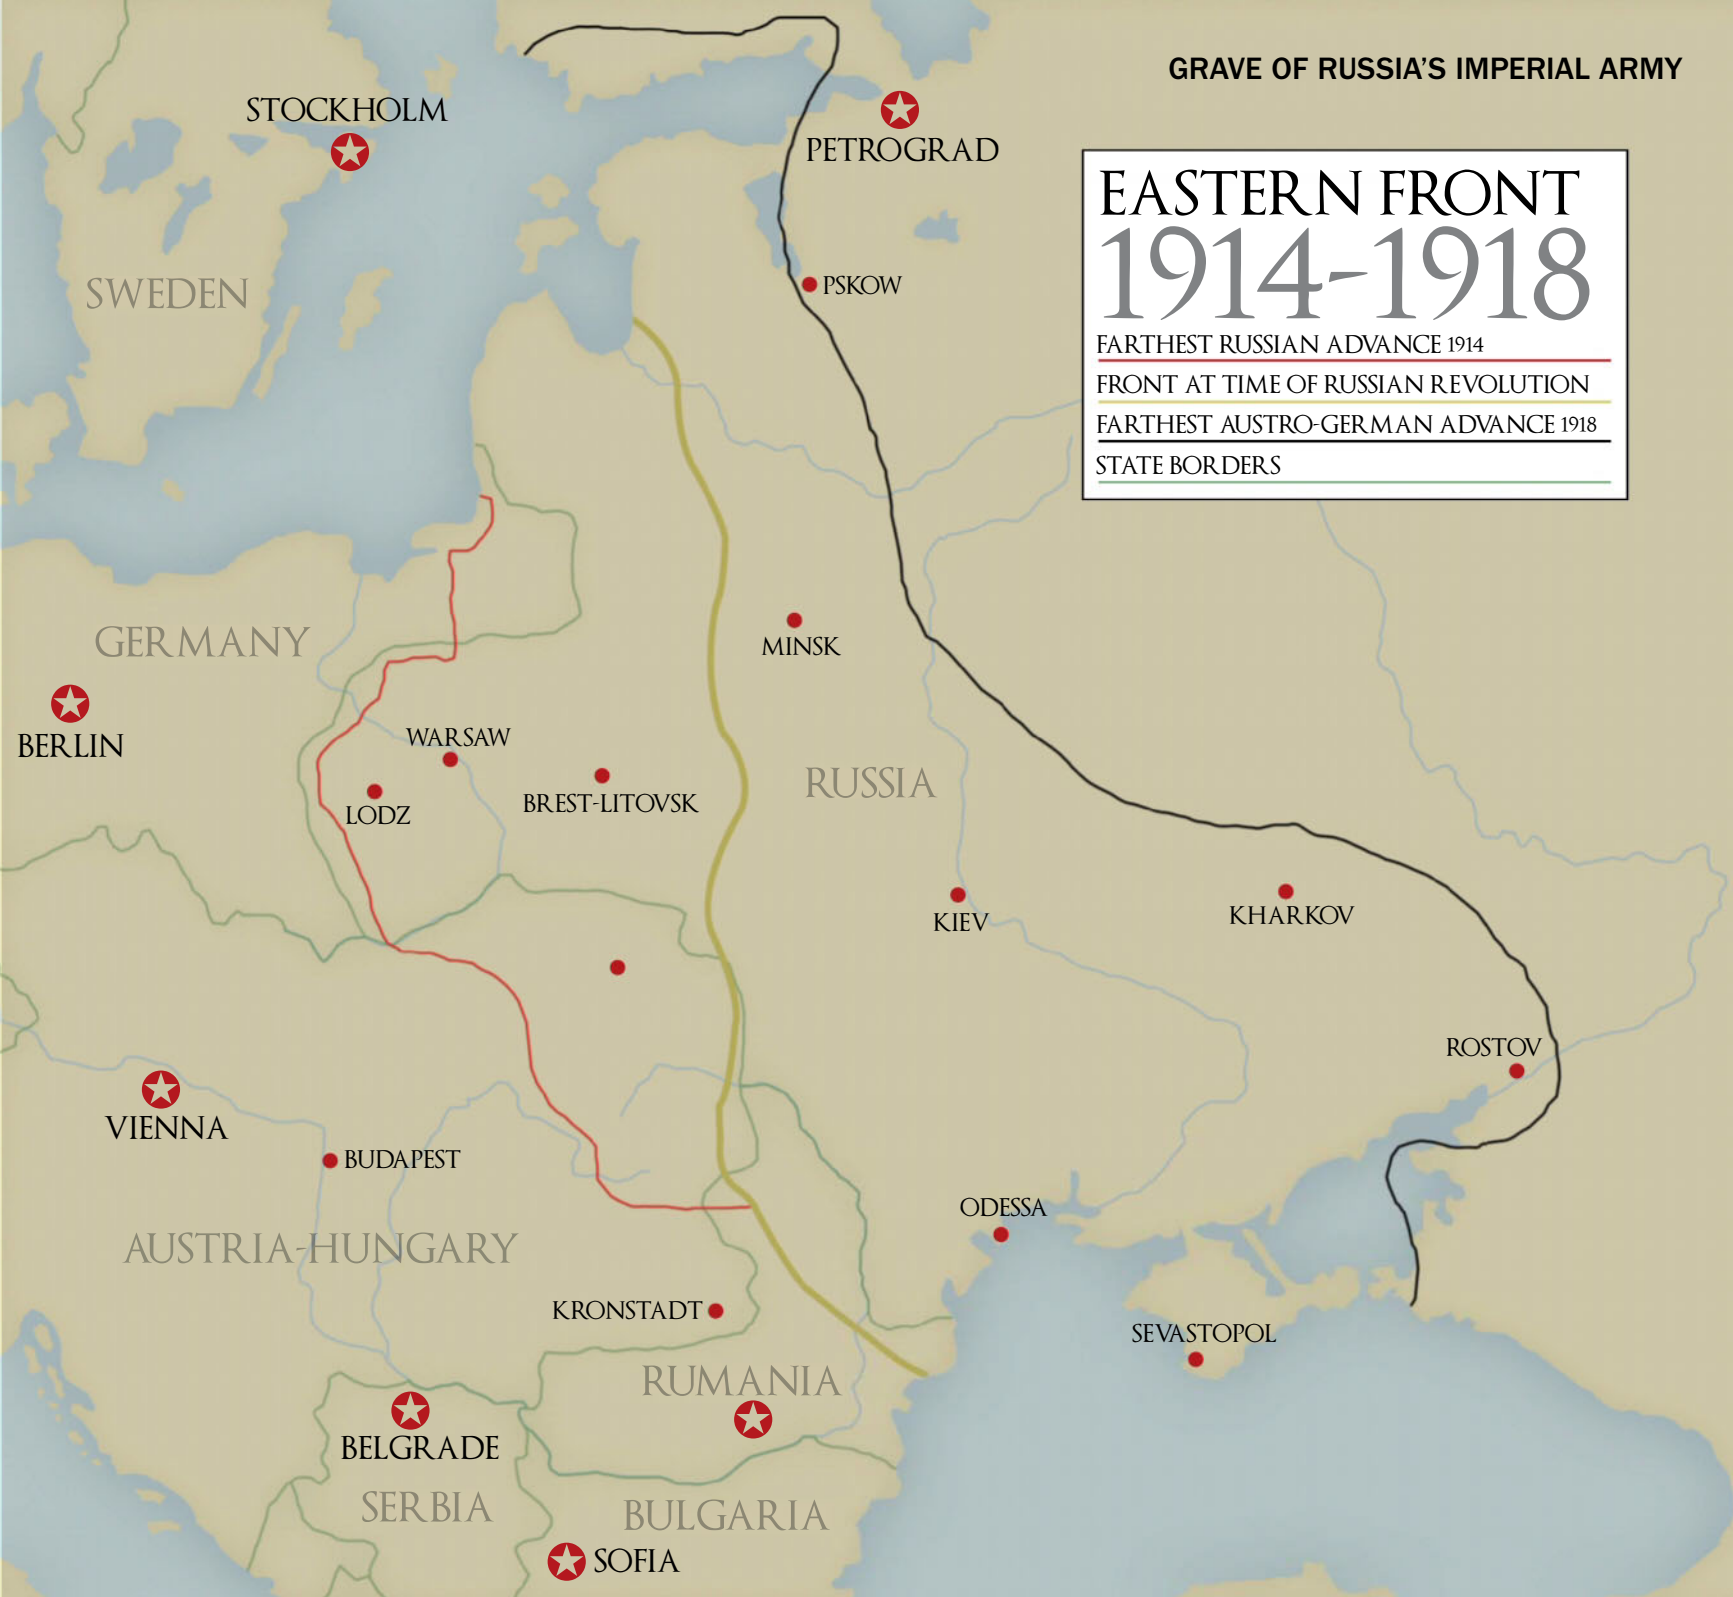 GRAVE OF RUSSIA'S IMPERIAL ARMY
EASTERN FRONT
1914-1918
FARTHEST RUSSIAN ADVANCE 1914
FRONT AT TIME OF RUSSIAN REVOLUTION
FARTHEST AUSTRO-GERMAN ADVANCE 1918
STATE BORDERS
STOCKHOLM
PETROGRAD
SWEDEN
PSKOW
GERMANY
MINSK
BERLIN
WARSAW
RUSSIA
LODZ
BREST-LITOVSK
KIEV
KHARKOV
ROSTOV
VIENNA
BUDAPEST
ODESSA
AUSTRIA-HUNGARY
KRONSTADT
SEVASTOPOL
RUMANIA
BELGRADE
SERBIA
BULGARIA
SOFIA